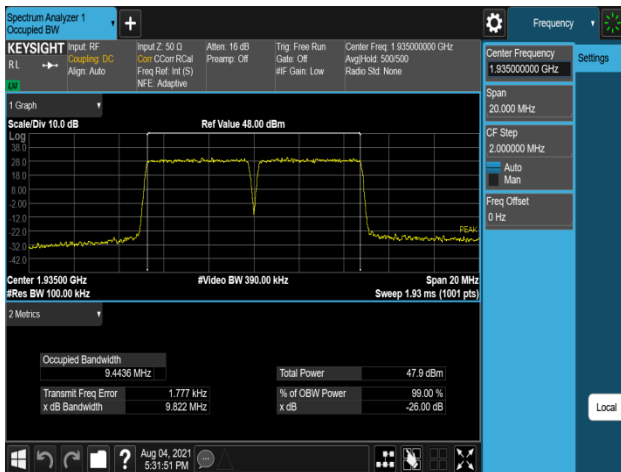 Spectrum Analyzer 1
Occupied BW
Frequency
KEYSIGHT
RL
LXI
Input: RF
Coupling: DC
Align: Auto
Input Z: 50 Ω
Corr CCorr RCal
Freq Ref: Int (S)
NFE: Adaptive
Atten: 16 dB
Preamp: Off
Trig: Free Run
Gate: Off
#IF Gain: Low
Center Freq: 1.935000000 GHz
Avg|Hold: 500/500
Radio Std: None
Center Frequency
1.935000000 GHz
Settings
Span
20.000 MHz
CF Step
2.000000 MHz
Auto
Man
Freq Offset
0 Hz
1 Graph
Scale/Div 10.0 dB
Ref Value 48.00 dBm
Log
38.0
28.0
18.0
8.00
-2.00
-12.0
-22.0
-32.0
-42.0
PEAK
Center 1.93500 GHz
#Video BW 390.00 kHz
Span 20 MHz
#Res BW 100.00 kHz
Sweep 1.93 ms (1001 pts)
2 Metrics
Occupied Bandwidth
9.4436 MHz
Total Power 47.9 dBm
Transmit Freq Error 1.777 kHz
% of OBW Power 99.00 %
x dB Bandwidth 9.822 MHz
x dB -26.00 dB
Local
?
Aug 04, 2021
5:31:51 PM